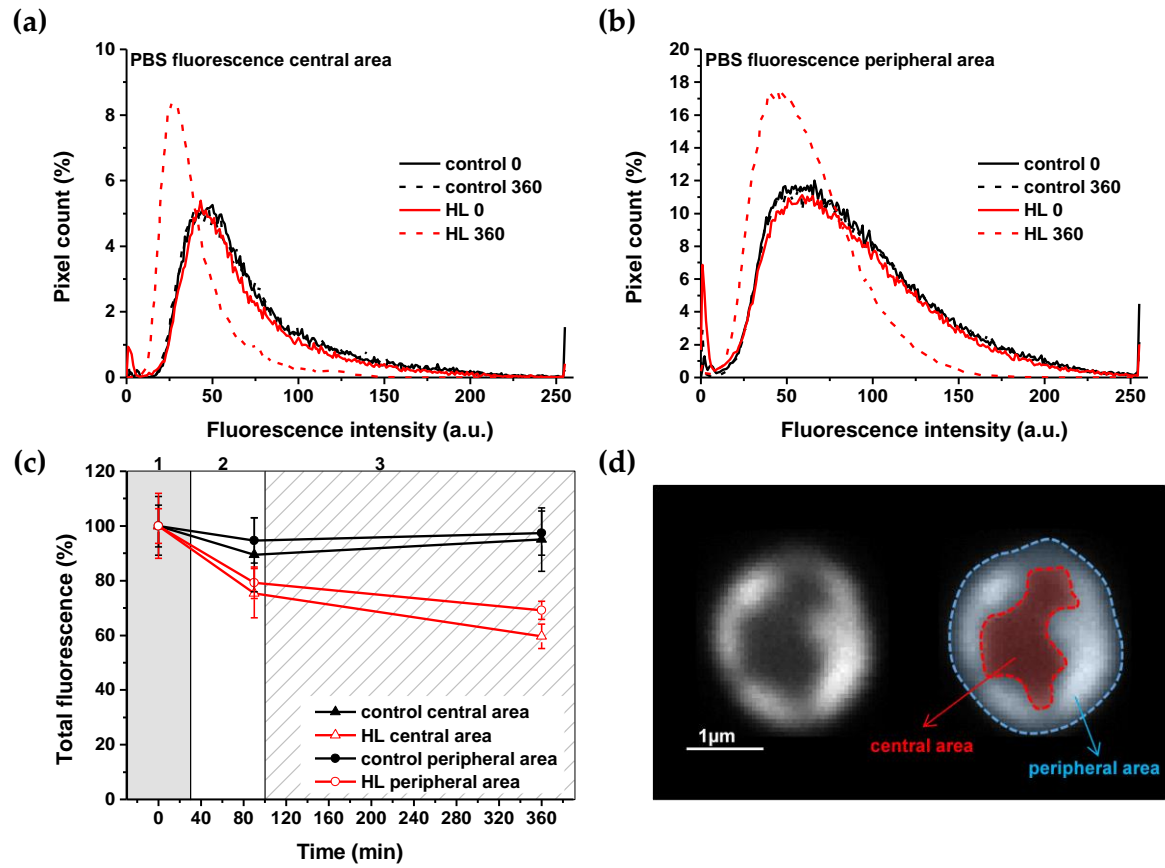 (a)
PBS fluorescence central area
Pixel count (%)
10
8
6
4
2
0
0 50 100 150 200 250
Fluorescence intensity (a.u.)
control 0
control 360
HL 0
HL 360
(b)
PBS fluorescence peripheral area
Pixel count (%)
20
18
16
14
12
10
8
6
4
2
0
0 50 100 150 200 250
Fluorescence intensity (a.u.)
control 0
control 360
HL 0
HL 360
(c)
1 2 3
Total fluorescence (%)
120
100
80
60
40
20
0
0 40 80 120 160 200 240 280 320 360
Time (min)
control central area
HL central area
control peripheral area
HL peripheral area
(d)
1µm
central area
peripheral area